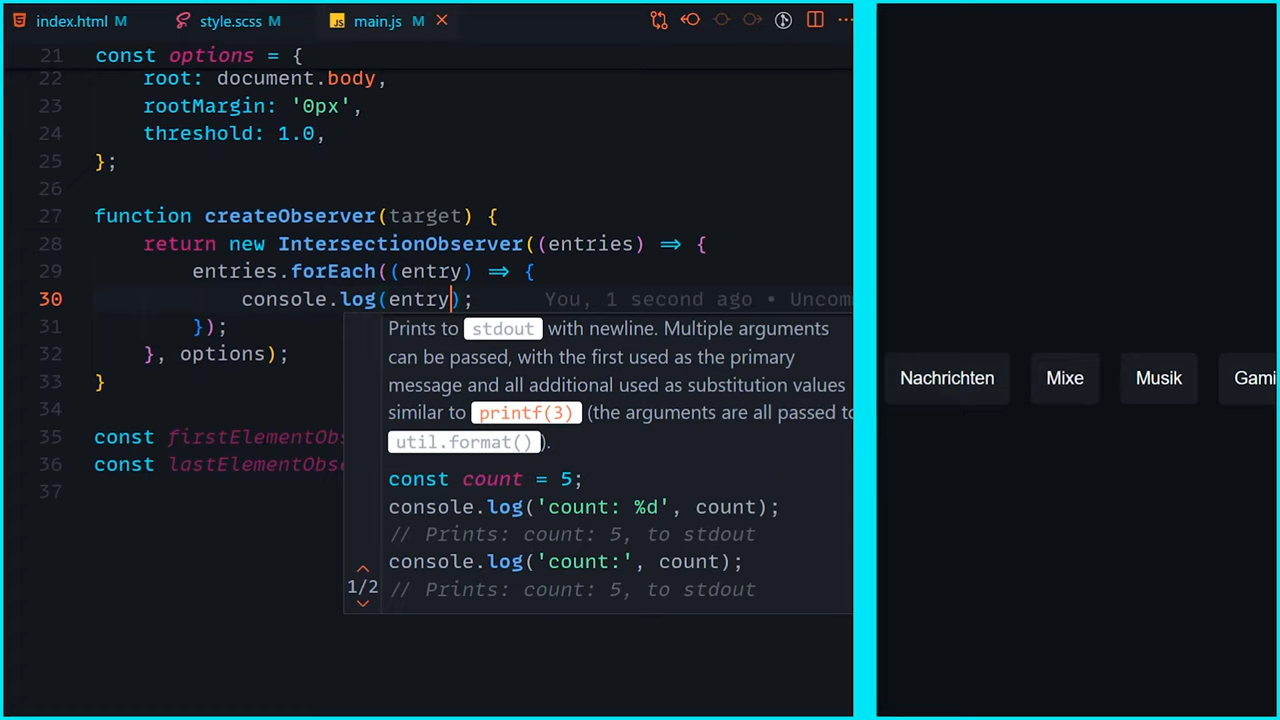 index.html M
style.scss M
JS main.js M
21 const options = {
22 root: document.body,
23 rootMargin: '0px',
24 threshold: 1.0,
25 };
26
27 function createObserver(target) {
28 return new IntersectionObserver((entries) => {
29 entries.forEach((entry) => {
30 console.log(entry); You, 1 second ago • Uncomm
31 });
32 }, options);
33 }
34
35 const firstElementObs
36 const lastElementObse
37
Prints to stdout with newline. Multiple arguments
can be passed, with the first used as the primary
message and all additional used as substitution values
similar to printf(3) (the arguments are all passed to
util.format()).
const count = 5;
console.log('count: %d', count);
// Prints: count: 5, to stdout
console.log('count:', count);
// Prints: count: 5, to stdout
1/2
Nachrichten
Mixe
Musik
Gami